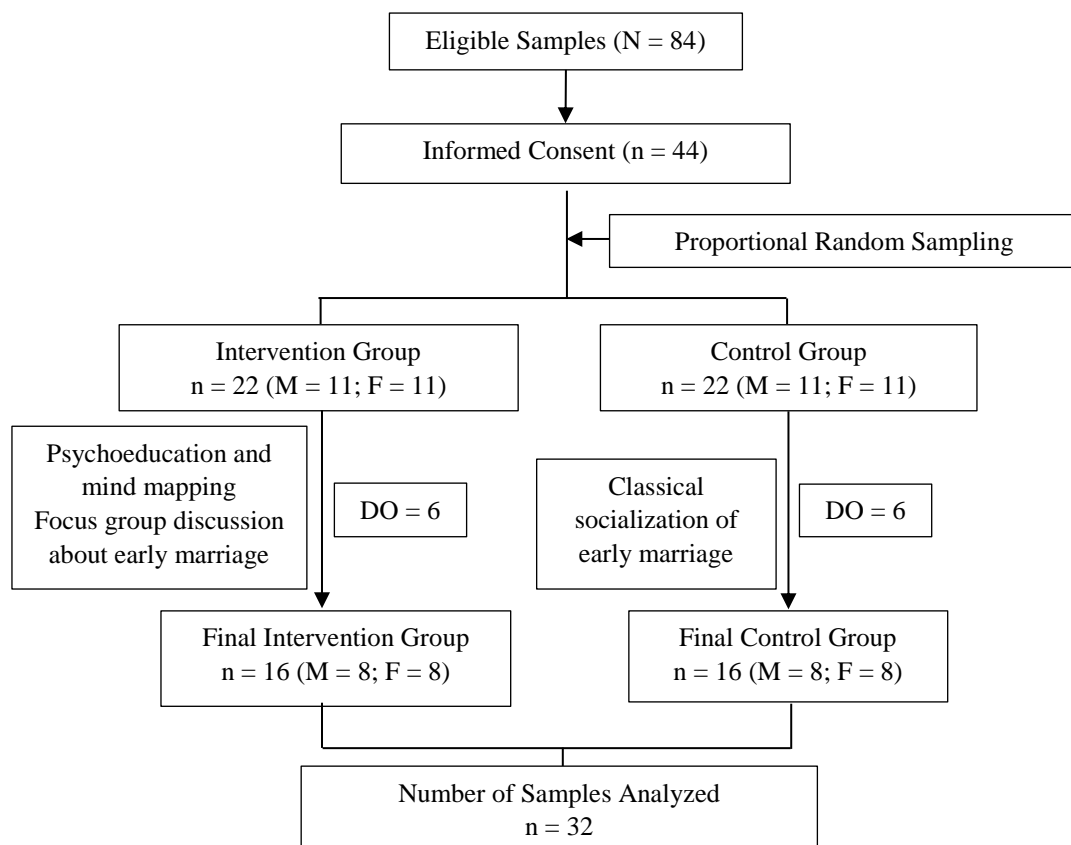 Eligible Samples (N = 84)
Informed Consent (n = 44)
Proportional Random Sampling
Intervention Group
n = 22 (M = 11; F = 11)
Control Group
n = 22 (M = 11; F = 11)
Psychoeducation and
mind mapping
Focus group discussion
about early marriage
DO = 6
Classical
socialization of
early marriage
DO = 6
Final Intervention Group
n = 16 (M = 8; F = 8)
Final Control Group
n = 16 (M = 8; F = 8)
Number of Samples Analyzed
n = 32